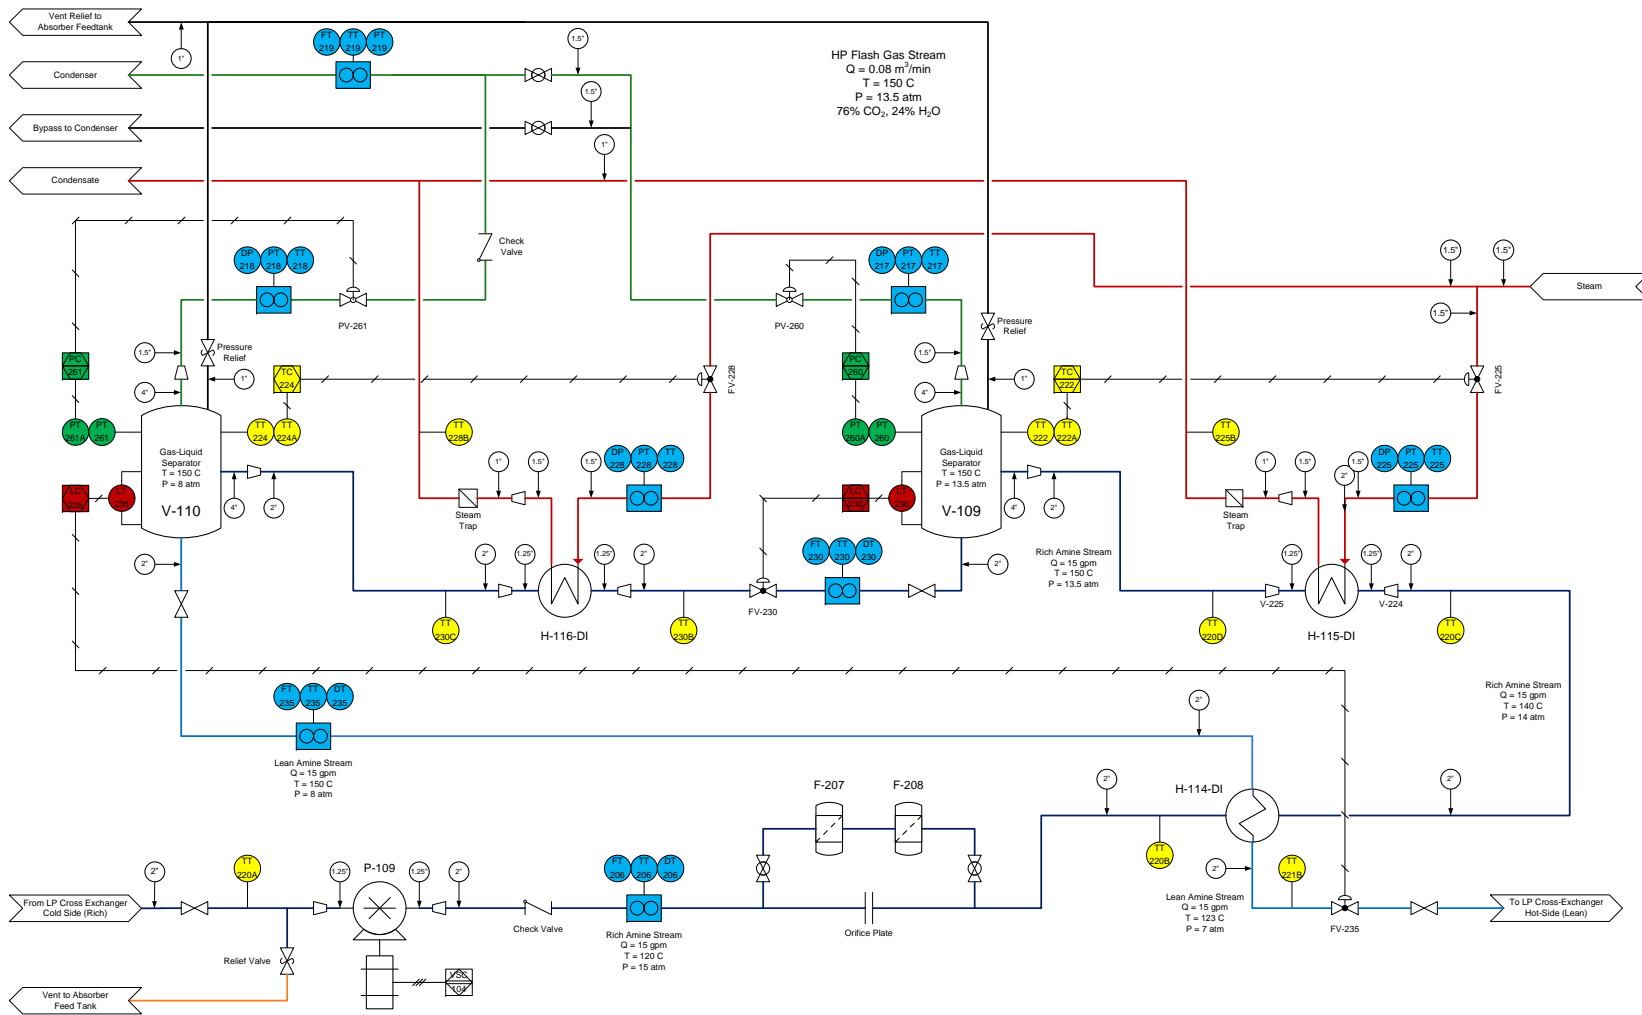 Vent Relief to
Absorber Feedtank
1"
FT
219
TT
219
PT
219
1.5"
HP Flash Gas Stream
Q = 0.08 m³/min
T = 150 C
P = 13.5 atm
76% CO₂, 24% H₂O
Condenser
1.5"
Bypass to Condenser
1"
Condensate
DP
218
PT
218
TT
218
Check
Valve
DP
217
PT
217
TT
217
1.5"
1.5"
Steam
1.5"
PV-261
PV-260
Pressure
Relief
Pressure
Relief
1.5"
1.5"
PC
261
TC
224
FV-228
PC
260
TC
222
FV-225
4"
1"
4"
1"
PT
261A
PT
261
TT
224
TT
224A
TT
228B
PT
260A
PT
260
TT
222
TT
222A
TT
225B
Gas-Liquid
Separator
T = 150 C
P = 8 atm
V-110
DP
228
PT
228
TT
228
Gas-Liquid
Separator
T = 150 C
P = 13.5 atm
V-109
DP
225
PT
225
TT
225
1"
1.5"
1.5"
1"
1.5"
2"
1.5"
LC
235
LT
235
LC
230
LT
230
4"
2"
Steam
Trap
4"
2"
Steam
Trap
2"
2"
1.25"
1.25"
2"
FT
230
TT
230
DT
230
2"
Rich Amine Stream
Q = 15 gpm
T = 150 C
P = 13.5 atm
1.25"
1.25"
2"
FV-230
V-225
V-224
TT
230C
H-116-DI
TT
230B
TT
220D
H-115-DI
TT
220C
FT
235
TT
235
DT
235
2"
Rich Amine Stream
Q = 15 gpm
T = 140 C
P = 14 atm
Lean Amine Stream
Q = 15 gpm
T = 150 C
P = 8 atm
F-207
F-208
2"
H-114-DI
2"
TT
220B
2"
TT
220A
P-109
1.25"
1.25"
2"
FT
206
TT
206
DT
206
2"
TT
221B
From LP Cross Exchanger
Cold Side (Rich)
Lean Amine Stream
Q = 15 gpm
T = 123 C
P = 7 atm
To LP Cross-Exchanger
Hot-Side (Lean)
Check Valve
Rich Amine Stream
Q = 15 gpm
T = 120 C
P = 15 atm
Orifice Plate
FV-235
Relief Valve
VSC
104
Vent to Absorber
Feed Tank